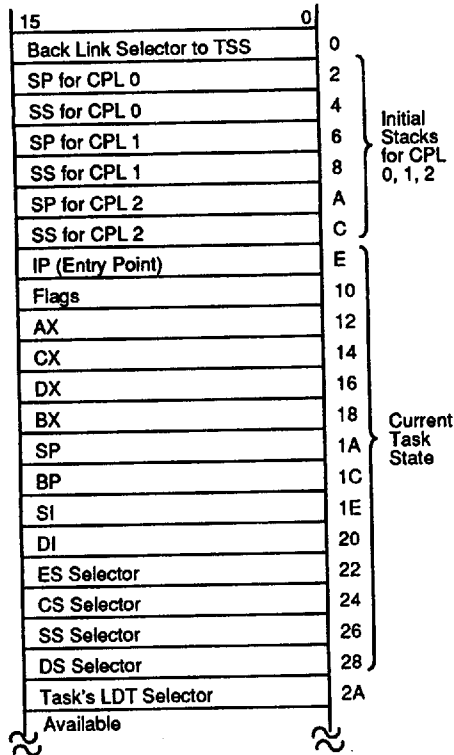 15 0
Back Link Selector to TSS 0
SP for CPL 0 2
SS for CPL 0 4
SP for CPL 1 6
SS for CPL 1 8
SP for CPL 2 A
SS for CPL 2 C
Initial
Stacks
for CPL
0, 1, 2
IP (Entry Point) E
Flags 10
AX 12
CX 14
DX 16
BX 18
SP 1A
BP 1C
SI 1E
DI 20
ES Selector 22
CS Selector 24
SS Selector 26
DS Selector 28
Current
Task
State
Task's LDT Selector 2A
Available